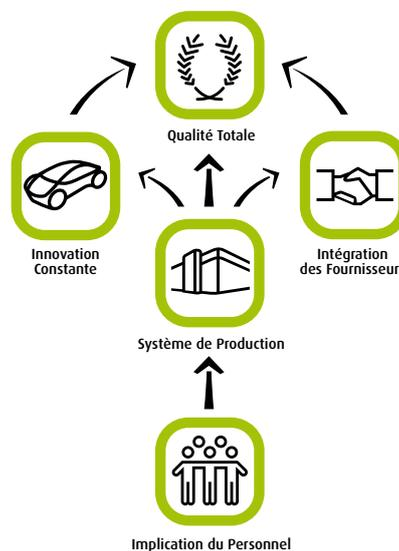 Qualité Totale
Innovation
Constante
Intégration
des Fournisseur
Système de Production
Implication du Personnel